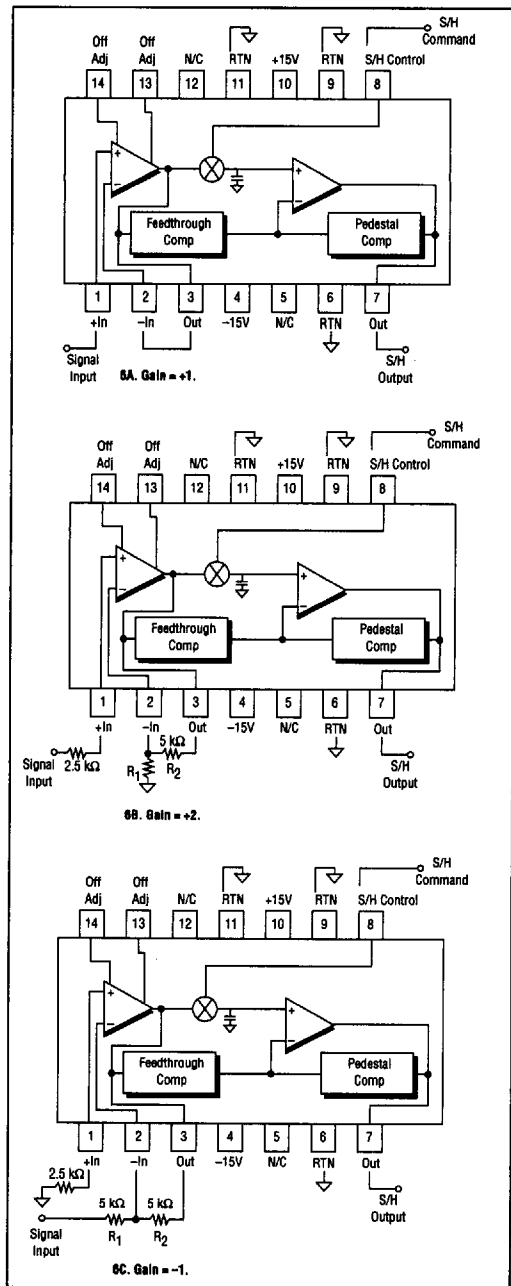 S/H
Command
Off
Adj
Off
Adj
N/C
RTN
+15V
RTN
S/H Control
14
13
12
11
10
9
8
+
−
+
−
Feedthrough
Comp
Pedestal
Comp
1
2
3
4
5
6
7
+In
−In
Out
−15V
N/C
RTN
Out
Signal
Input
S/H
Output
6A. Gain = +1.
S/H
Command
Off
Adj
Off
Adj
N/C
RTN
+15V
RTN
S/H Control
14
13
12
11
10
9
8
+
−
+
−
Feedthrough
Comp
Pedestal
Comp
1
2
3
4
5
6
7
+In
−In
Out
−15V
N/C
RTN
Out
5 kΩ
Signal
Input
2.5 kΩ
R1
R2
S/H
Output
6B. Gain = +2.
S/H
Command
Off
Adj
Off
Adj
N/C
RTN
+15V
RTN
S/H Control
14
13
12
11
10
9
8
+
−
+
−
Feedthrough
Comp
Pedestal
Comp
1
2
3
4
5
6
7
+In
−In
Out
−15V
N/C
RTN
Out
2.5 kΩ
5 kΩ
5 kΩ
Signal
Input
R1
R2
S/H
Output
6C. Gain = −1.